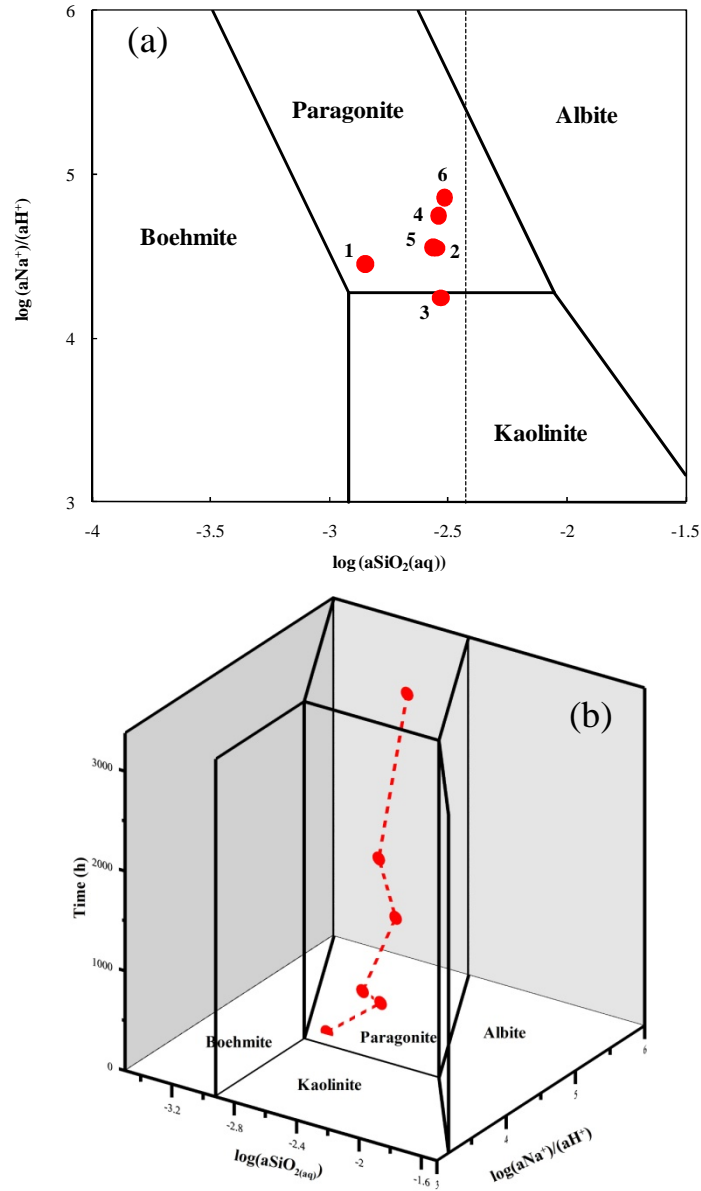 (a)
6
5
4
3
log (aNa⁺)/(aH⁺)
Paragonite
Albite
Boehmite
Kaolinite
6
4
5
2
1
3
-4
-3.5
-3
-2.5
-2
-1.5
log (aSiO₂(aq))
(b)
3000
2000
1000
0
Time (h)
Boehmite
Paragonite
Albite
Kaolinite
-3.2
-2.8
-2.4
-2
-1.6
log(aSiO₂(aq))
3
4
5
6
log(aNa⁺)/(aH⁺)